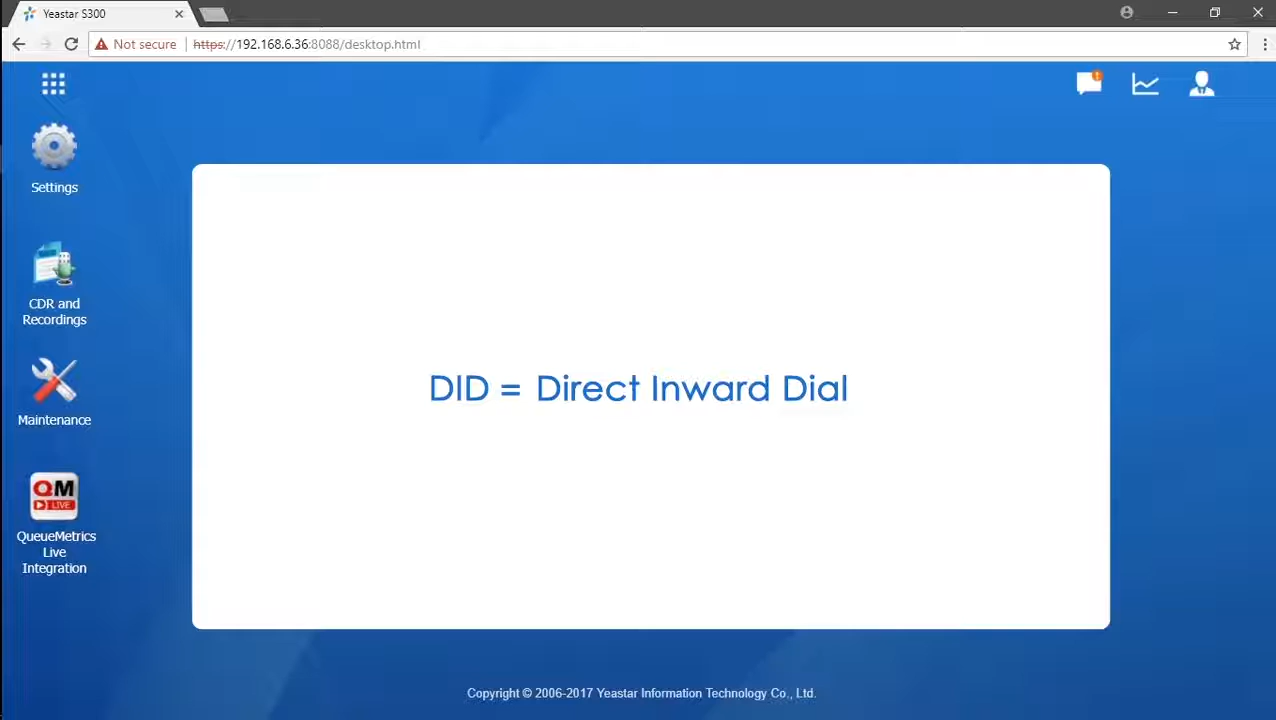 Yeastar S300
Not secure
https://192.168.6.36:8088/desktop.html
!
Settings
CDR and
Recordings
Maintenance
QM
LIVE
QueueMetrics
Live
Integration
DID = Direct Inward Dial
Copyright © 2006-2017 Yeastar Information Technology Co., Ltd.